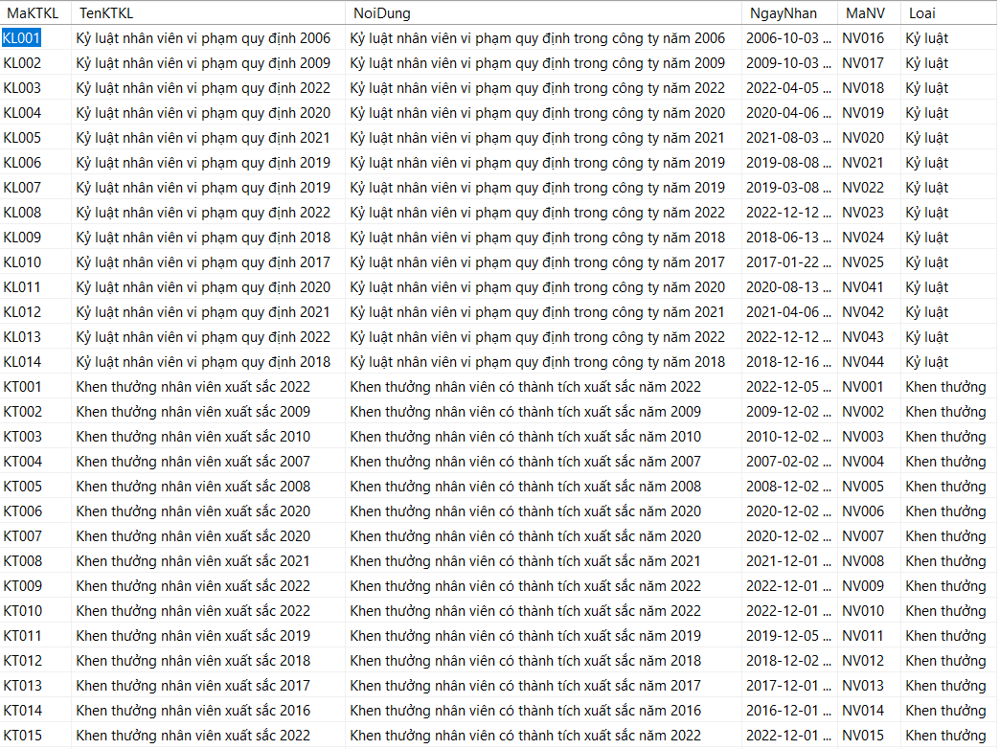 MaKTKL TenKTKL NoiDung NgayNhan MaNV Loai
KL001 Kỷ luật nhân viên vi phạm quy định 2006 Kỷ luật nhân viên vi phạm quy định trong công ty năm 2006 2006-10-03 ... NV016 Kỷ luật
KL002 Kỷ luật nhân viên vi phạm quy định 2009 Kỷ luật nhân viên vi phạm quy định trong công ty năm 2009 2009-10-03 ... NV017 Kỷ luật
KL003 Kỷ luật nhân viên vi phạm quy định 2022 Kỷ luật nhân viên vi phạm quy định trong công ty năm 2022 2022-04-05 ... NV018 Kỷ luật
KL004 Kỷ luật nhân viên vi phạm quy định 2020 Kỷ luật nhân viên vi phạm quy định trong công ty năm 2020 2020-04-06 ... NV019 Kỷ luật
KL005 Kỷ luật nhân viên vi phạm quy định 2021 Kỷ luật nhân viên vi phạm quy định trong công ty năm 2021 2021-08-03 ... NV020 Kỷ luật
KL006 Kỷ luật nhân viên vi phạm quy định 2019 Kỷ luật nhân viên vi phạm quy định trong công ty năm 2019 2019-08-08 ... NV021 Kỷ luật
KL007 Kỷ luật nhân viên vi phạm quy định 2019 Kỷ luật nhân viên vi phạm quy định trong công ty năm 2019 2019-03-08 ... NV022 Kỷ luật
KL008 Kỷ luật nhân viên vi phạm quy định 2022 Kỷ luật nhân viên vi phạm quy định trong công ty năm 2022 2022-12-12 ... NV023 Kỷ luật
KL009 Kỷ luật nhân viên vi phạm quy định 2018 Kỷ luật nhân viên vi phạm quy định trong công ty năm 2018 2018-06-13 ... NV024 Kỷ luật
KL010 Kỷ luật nhân viên vi phạm quy định 2017 Kỷ luật nhân viên vi phạm quy định trong công ty năm 2017 2017-01-22 ... NV025 Kỷ luật
KL011 Kỷ luật nhân viên vi phạm quy định 2020 Kỷ luật nhân viên vi phạm quy định trong công ty năm 2020 2020-08-13 ... NV041 Kỷ luật
KL012 Kỷ luật nhân viên vi phạm quy định 2021 Kỷ luật nhân viên vi phạm quy định trong công ty năm 2021 2021-04-06 ... NV042 Kỷ luật
KL013 Kỷ luật nhân viên vi phạm quy định 2022 Kỷ luật nhân viên vi phạm quy định trong công ty năm 2022 2022-12-12 ... NV043 Kỷ luật
KL014 Kỷ luật nhân viên vi phạm quy định 2018 Kỷ luật nhân viên vi phạm quy định trong công ty năm 2018 2018-12-16 ... NV044 Kỷ luật
KT001 Khen thưởng nhân viên xuất sắc 2022 Khen thưởng nhân viên có thành tích xuất sắc năm 2022 2022-12-05 ... NV001 Khen thưởng
KT002 Khen thưởng nhân viên xuất sắc 2009 Khen thưởng nhân viên có thành tích xuất sắc năm 2009 2009-12-02 ... NV002 Khen thưởng
KT003 Khen thưởng nhân viên xuất sắc 2010 Khen thưởng nhân viên có thành tích xuất sắc năm 2010 2010-12-02 ... NV003 Khen thưởng
KT004 Khen thưởng nhân viên xuất sắc 2007 Khen thưởng nhân viên có thành tích xuất sắc năm 2007 2007-02-02 ... NV004 Khen thưởng
KT005 Khen thưởng nhân viên xuất sắc 2008 Khen thưởng nhân viên có thành tích xuất sắc năm 2008 2008-12-02 ... NV005 Khen thưởng
KT006 Khen thưởng nhân viên xuất sắc 2020 Khen thưởng nhân viên có thành tích xuất sắc năm 2020 2020-12-02 ... NV006 Khen thưởng
KT007 Khen thưởng nhân viên xuất sắc 2020 Khen thưởng nhân viên có thành tích xuất sắc năm 2020 2020-12-02 ... NV007 Khen thưởng
KT008 Khen thưởng nhân viên xuất sắc 2021 Khen thưởng nhân viên có thành tích xuất sắc năm 2021 2021-12-01 ... NV008 Khen thưởng
KT009 Khen thưởng nhân viên xuất sắc 2022 Khen thưởng nhân viên có thành tích xuất sắc năm 2022 2022-12-01 ... NV009 Khen thưởng
KT010 Khen thưởng nhân viên xuất sắc 2022 Khen thưởng nhân viên có thành tích xuất sắc năm 2022 2022-12-01 ... NV010 Khen thưởng
KT011 Khen thưởng nhân viên xuất sắc 2019 Khen thưởng nhân viên có thành tích xuất sắc năm 2019 2019-12-05 ... NV011 Khen thưởng
KT012 Khen thưởng nhân viên xuất sắc 2018 Khen thưởng nhân viên có thành tích xuất sắc năm 2018 2018-12-02 ... NV012 Khen thưởng
KT013 Khen thưởng nhân viên xuất sắc 2017 Khen thưởng nhân viên có thành tích xuất sắc năm 2017 2017-12-01 ... NV013 Khen thưởng
KT014 Khen thưởng nhân viên xuất sắc 2016 Khen thưởng nhân viên có thành tích xuất sắc năm 2016 2016-12-01 ... NV014 Khen thưởng
KT015 Khen thưởng nhân viên xuất sắc 2022 Khen thưởng nhân viên có thành tích xuất sắc năm 2022 2022-12-01 ... NV015 Khen thưởng